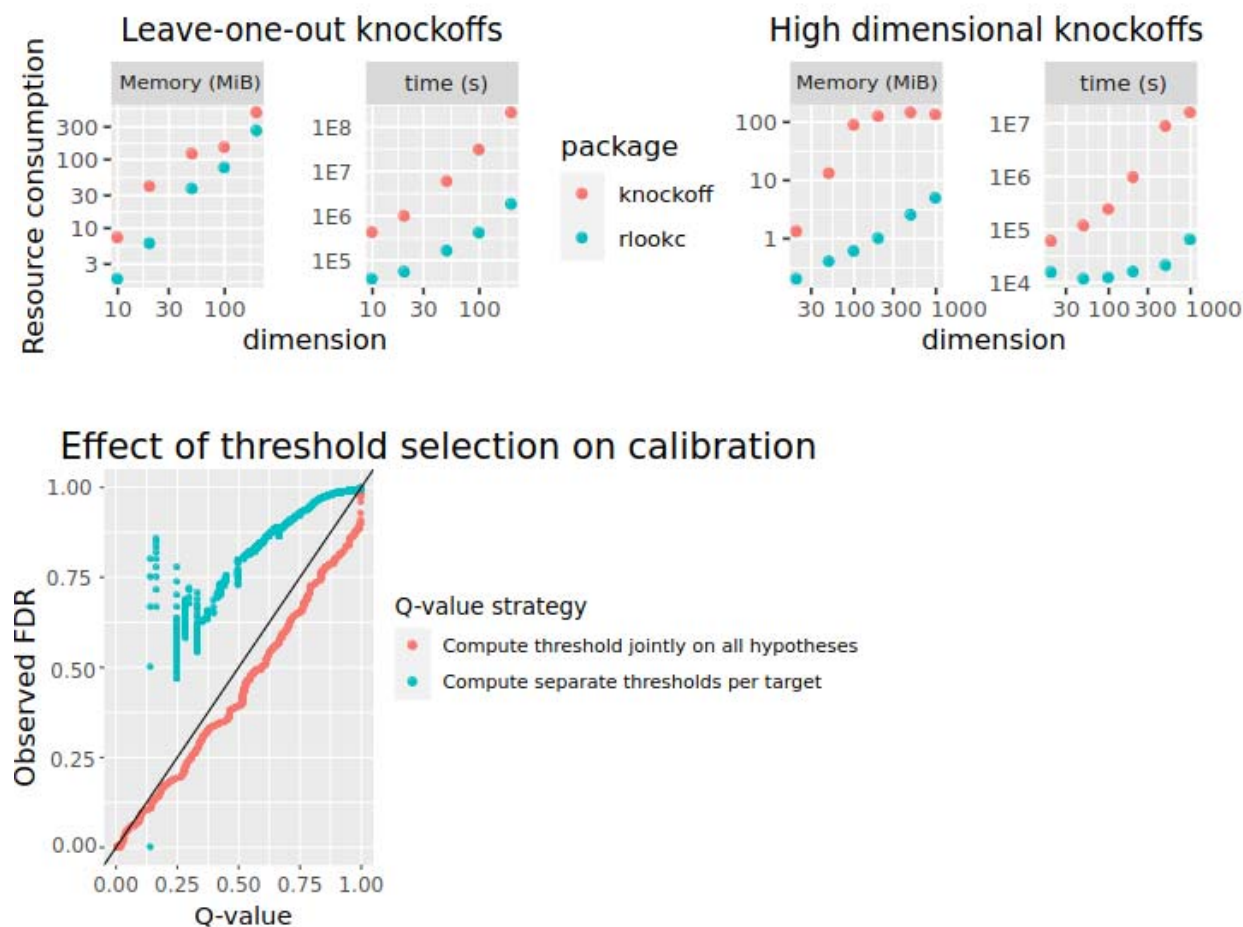 Leave-one-out knockoffs
High dimensional knockoffs
Resource consumption
Memory (MiB)
300
100
30
10
3
10 30 100
time (s)
1E8
1E7
1E6
1E5
10 30 100
dimension
package
knockoff
rlookc
Memory (MiB)
100
10
1
30 100 300 1000
time (s)
1E7
1E6
1E5
1E4
30 100 300 1000
dimension
Effect of threshold selection on calibration
Observed FDR
1.00
0.75
0.50
0.25
0.00
0.00 0.25 0.50 0.75 1.00
Q-value
Q-value strategy
Compute threshold jointly on all hypotheses
Compute separate thresholds per target